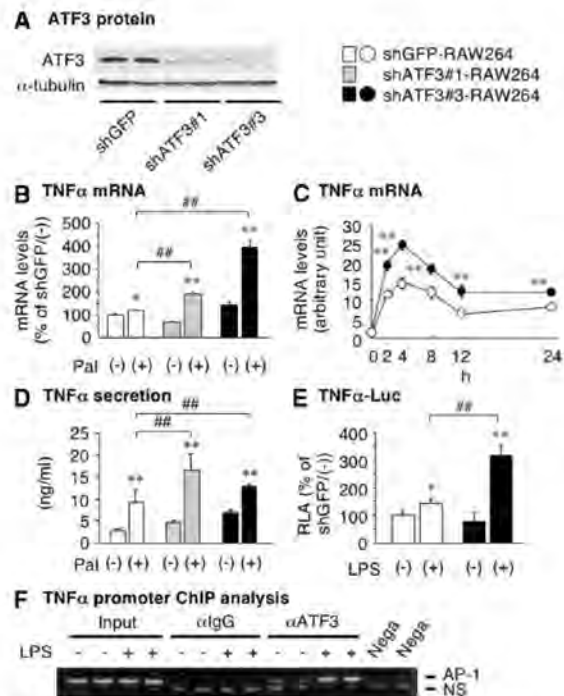 A ATF3 protein
ATF3
α-tubulin
shGFP
shATF3#1
shATF3#3
shGFP-RAW264
shATF3#1-RAW264
shATF3#3-RAW264
B TNFα mRNA
##
##
**
**
*
mRNA levels
(% of shGFP/(-))
500
400
300
200
100
0
Pal (-) (+) (-) (+) (-) (+)
C TNFα mRNA
mRNA levels
(arbitrary unit)
30
25
20
15
10
5
0
**
**
**
**
**
0 2 4 8 12 24
h
D TNFα secretion
##
##
**
**
**
(ng/ml)
25
20
15
10
5
0
Pal (-) (+) (-) (+) (-) (+)
E TNFα-Luc
##
**
*
RLA (% of
shGFP/(-))
400
300
200
100
0
LPS (-) (+) (-) (+)
F TNFα promoter ChIP analysis
Input αIgG αATF3 Nega Nega
LPS - - + + - - + + - - + +
AP-1
NS